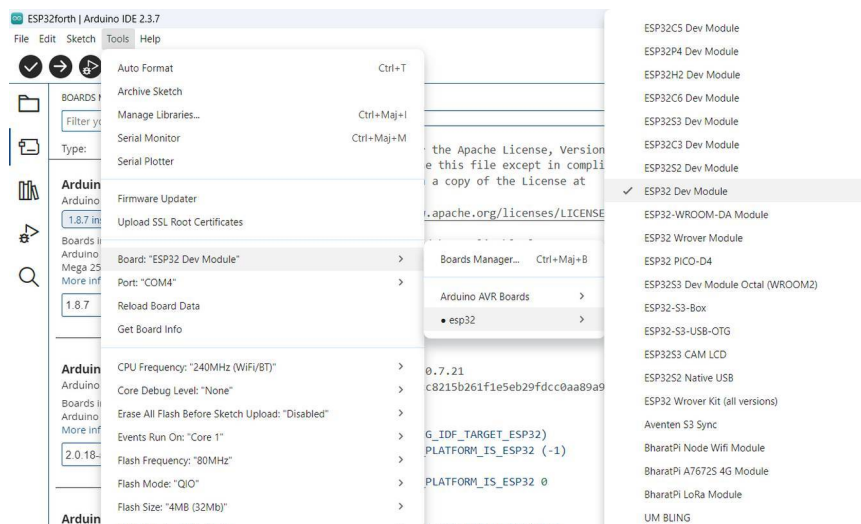 ESP32forth | Arduino IDE 2.3.7
File Edit Sketch Tools Help
BOARDS
Filter
Type:
Arduin
Arduino
1.8.7
Boards
Arduino
Mega 25
More inf
1.8.7
Arduin
Arduino
Boards
Arduino
More inf
2.0.18-
Arduin
Auto Format Ctrl+T
Archive Sketch
Manage Libraries... Ctrl+Maj+I
Serial Monitor Ctrl+Maj+M
Serial Plotter
Firmware Updater
Upload SSL Root Certificates
Board: "ESP32 Dev Module"
Port: "COM4"
Reload Board Data
Get Board Info
CPU Frequency: "240MHz (WiFi/BT)"
Core Debug Level: "None"
Erase All Flash Before Sketch Upload: "Disabled"
Events Run On: "Core 1"
Flash Frequency: "80MHz"
Flash Mode: "QIO"
Flash Size: "4MB (32Mb)"
the Apache License, Version
e this file except in compli
a copy of the License at
.apache.org/licenses/LICENSE
Boards Manager... Ctrl+Maj+B
Arduino AVR Boards
• esp32
0.7.21
c8215b261f1e5eb29fdcc0aa89a9
G_IDF_TARGET_ESP32)
PLATFORM_IS_ESP32 (-1)
PLATFORM_IS_ESP32 0
ESP32C5 Dev Module
ESP32P4 Dev Module
ESP32H2 Dev Module
ESP32C6 Dev Module
ESP32S3 Dev Module
ESP32C3 Dev Module
ESP32S2 Dev Module
ESP32 Dev Module
ESP32-WROOM-DA Module
ESP32 Wrover Module
ESP32 PICO-D4
ESP32S3 Dev Module Octal (WROOM2)
ESP32-S3-Box
ESP32-S3-USB-OTG
ESP32S3 CAM LCD
ESP32S2 Native USB
ESP32 Wrover Kit (all versions)
Aventen S3 Sync
BharatPi Node Wifi Module
BharatPi A7672S 4G Module
BharatPi LoRa Module
UM BLING